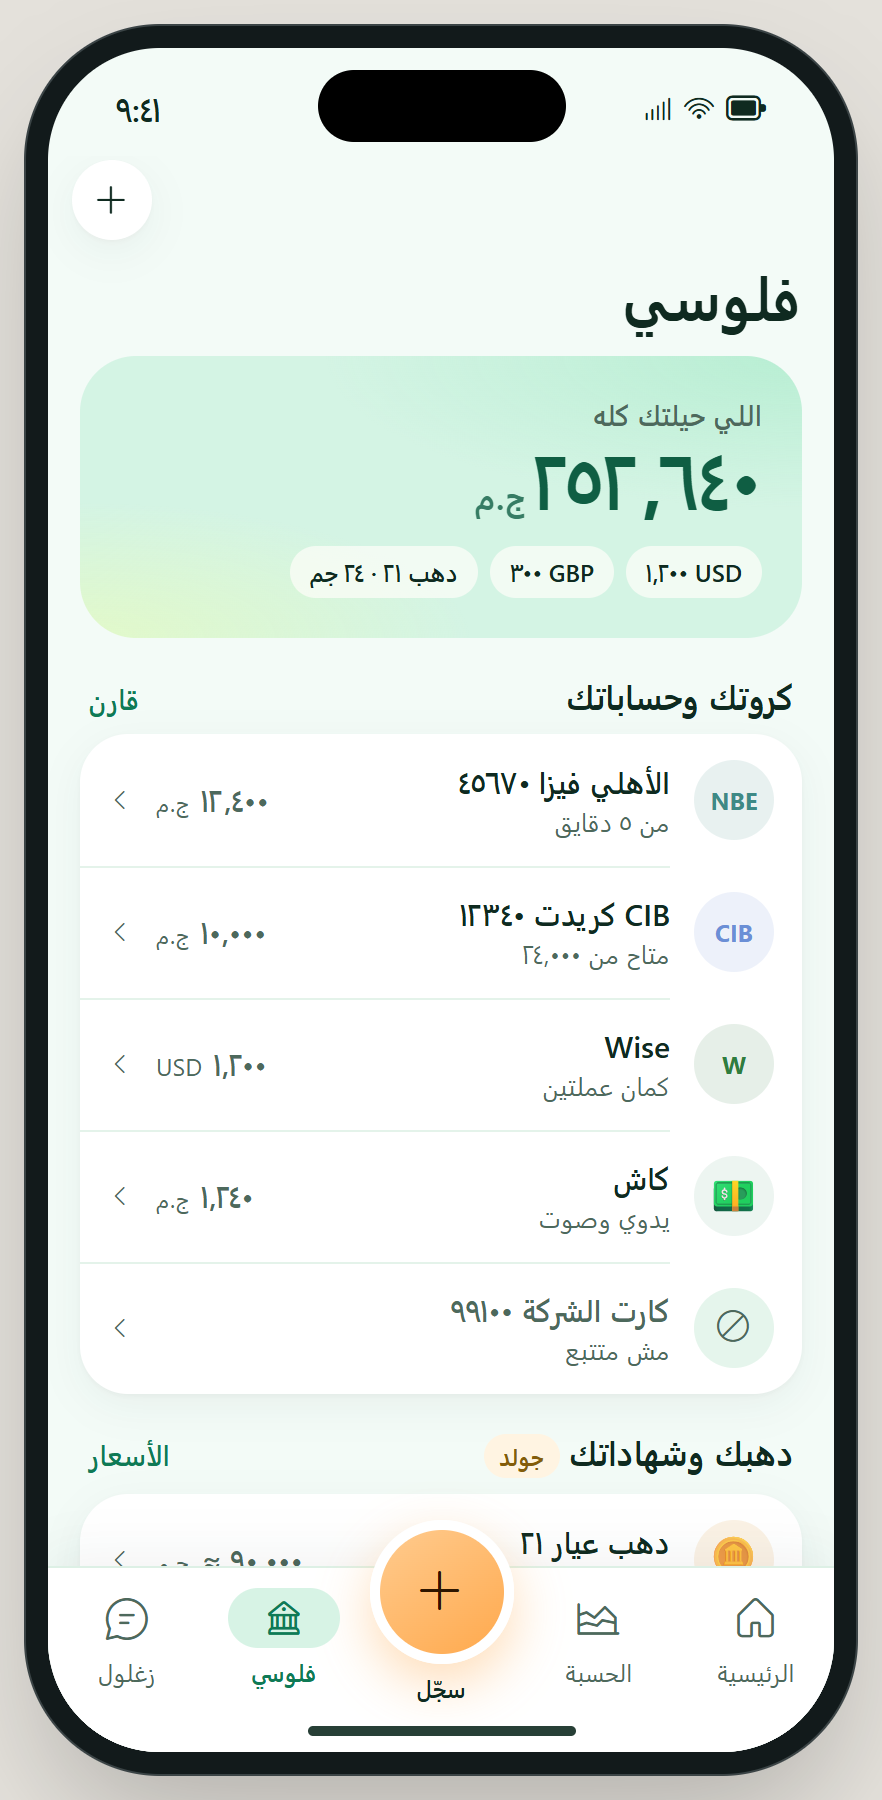 ٩:٤١
فلوسي
اللي حيلتك كله
٢٥٢,٦٤٠ ج.م
١,٢٠٠ USD
٣٠٠ GBP
دهب ٢١ · ٢٤ جم
كروتك وحساباتك
قارن
NBE
الأهلي فيزا ٤٥٦٧٠
من ٥ دقايق
١٢,٤٠٠ ج.م
CIB
CIB كريدت ١٢٣٤٠
متاح من ٢٤,٠٠٠
١٠,٠٠٠ ج.م
W
Wise
كمان عملتين
١,٢٠٠ USD
كاش
يدوي وصوت
١,٢٤٠ ج.م
كارت الشركة ٩٩١٠٠
مش متتبع
دهبك وشهاداتك
جولد
الأسعار
دهب عيار ٢١
٩٠,٠٠٠ ≈ ج.م
الرئيسية
الحسبة
سجّل
فلوسي
زغلول